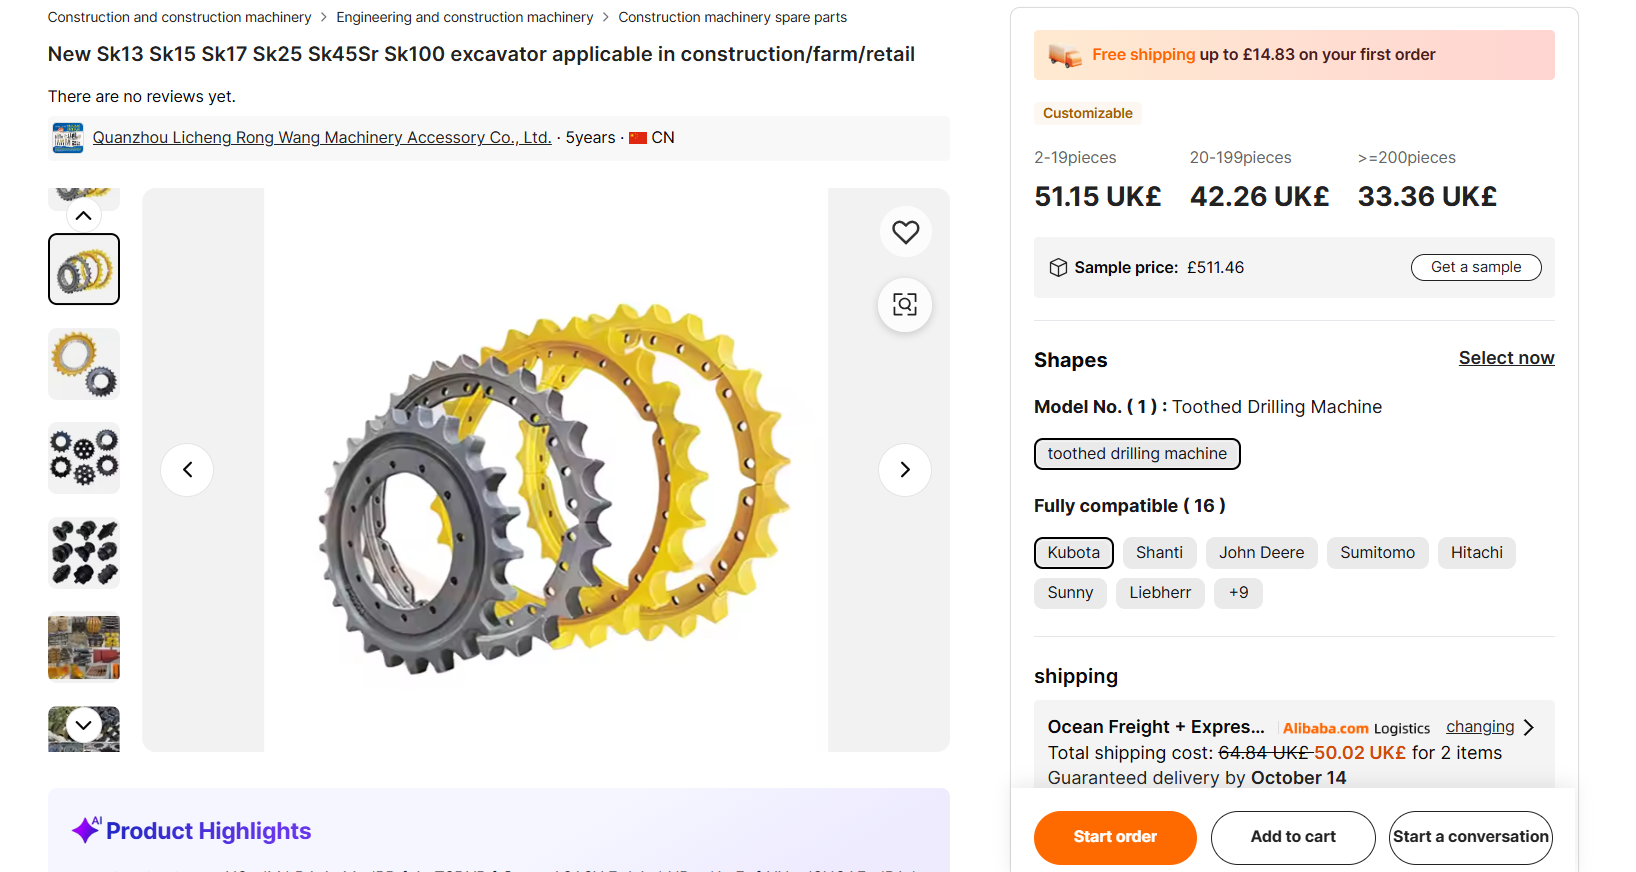 Construction and construction machinery > Engineering and construction machinery > Construction machinery spare parts
New Sk13 Sk15 Sk17 Sk25 Sk45Sr Sk100 excavator applicable in construction/farm/retail
There are no reviews yet.
Quanzhou Licheng Rong Wang Machinery Accessory Co., Ltd. · 5years · CN
AI Product Highlights
Free shipping up to £14.83 on your first order
Customizable
2-19pieces 20-199pieces >=200pieces
51.15 UK£ 42.26 UK£ 33.36 UK£
Sample price: £511.46 Get a sample
Shapes Select now
Model No. ( 1 ) : Toothed Drilling Machine
toothed drilling machine
Fully compatible ( 16 )
Kubota Shanti John Deere Sumitomo Hitachi
Sunny Liebherr +9
shipping
Ocean Freight + Expres... Alibaba.com Logistics changing
Total shipping cost: 64.84 UK£ 50.02 UK£ for 2 items
Guaranteed delivery by October 14
Start order Add to cart Start a conversation